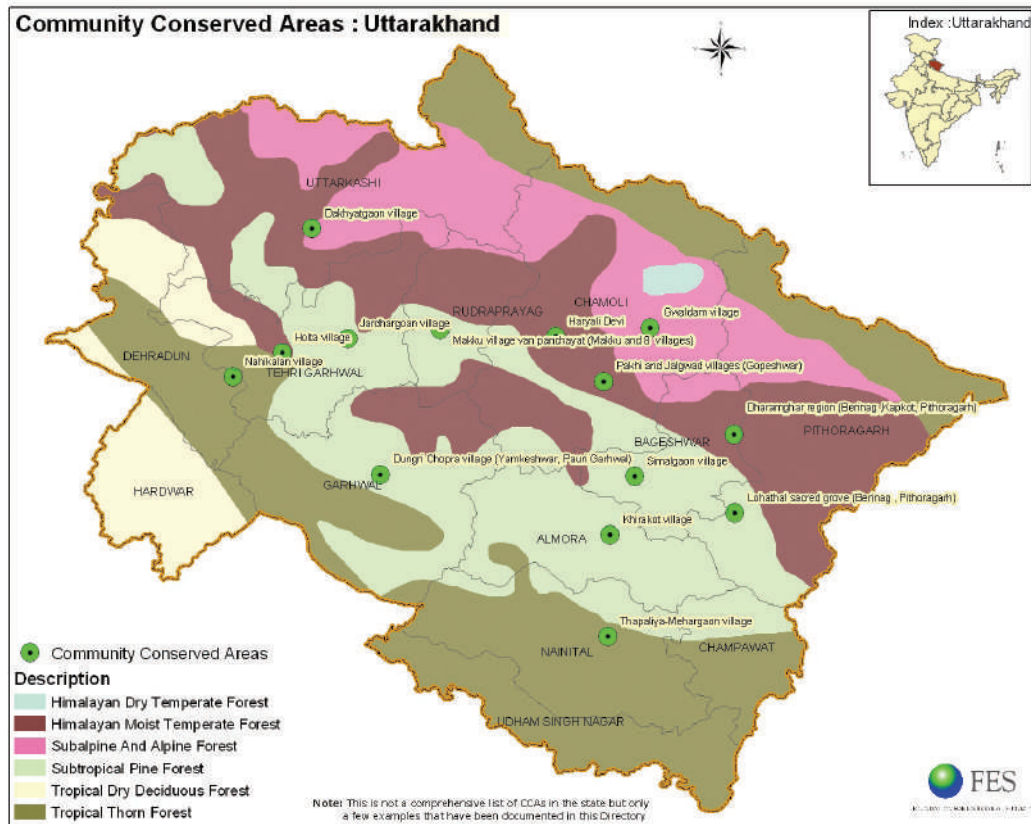 Community Conserved Areas : Uttarakhand
Index :Uttarakhand
UTTARKASHI
Dakhyatgaon village
RUDRAPRAYAG
CHAMOLI
Gwaldam village
Haryali Devi
Jardhargoan village
Makku village van panchayat (Makku and 8 villages)
Holta village
DEHRADUN
Nahikalan village
TEHRI GARHWAL
Pakhi and Jalgwad villages (Gopeshwar)
Dharamghar region (Berinag ,Kapkot, Pithoragarh)
PITHORAGARH
BAGESHWAR
Dungri Chopra village (Yamkeshwar, Pauri Garhwal)
Simalgaon village
HARDWAR
GARHWAL
Lohathal sacred grove (Berinag , Pithoragarh)
Khirakot village
ALMORA
Thapaliya-Mehargaon village
NAINITAL
CHAMPAWAT
UDHAM SINGH NAGAR
Community Conserved Areas
Description
Himalayan Dry Temperate Forest
Himalayan Moist Temperate Forest
Subalpine And Alpine Forest
Subtropical Pine Forest
Tropical Dry Deciduous Forest
Tropical Thorn Forest
Note: This is not a comprehensive list of CCAs in the state but only
a few examples that have been documented in this Directory
FES